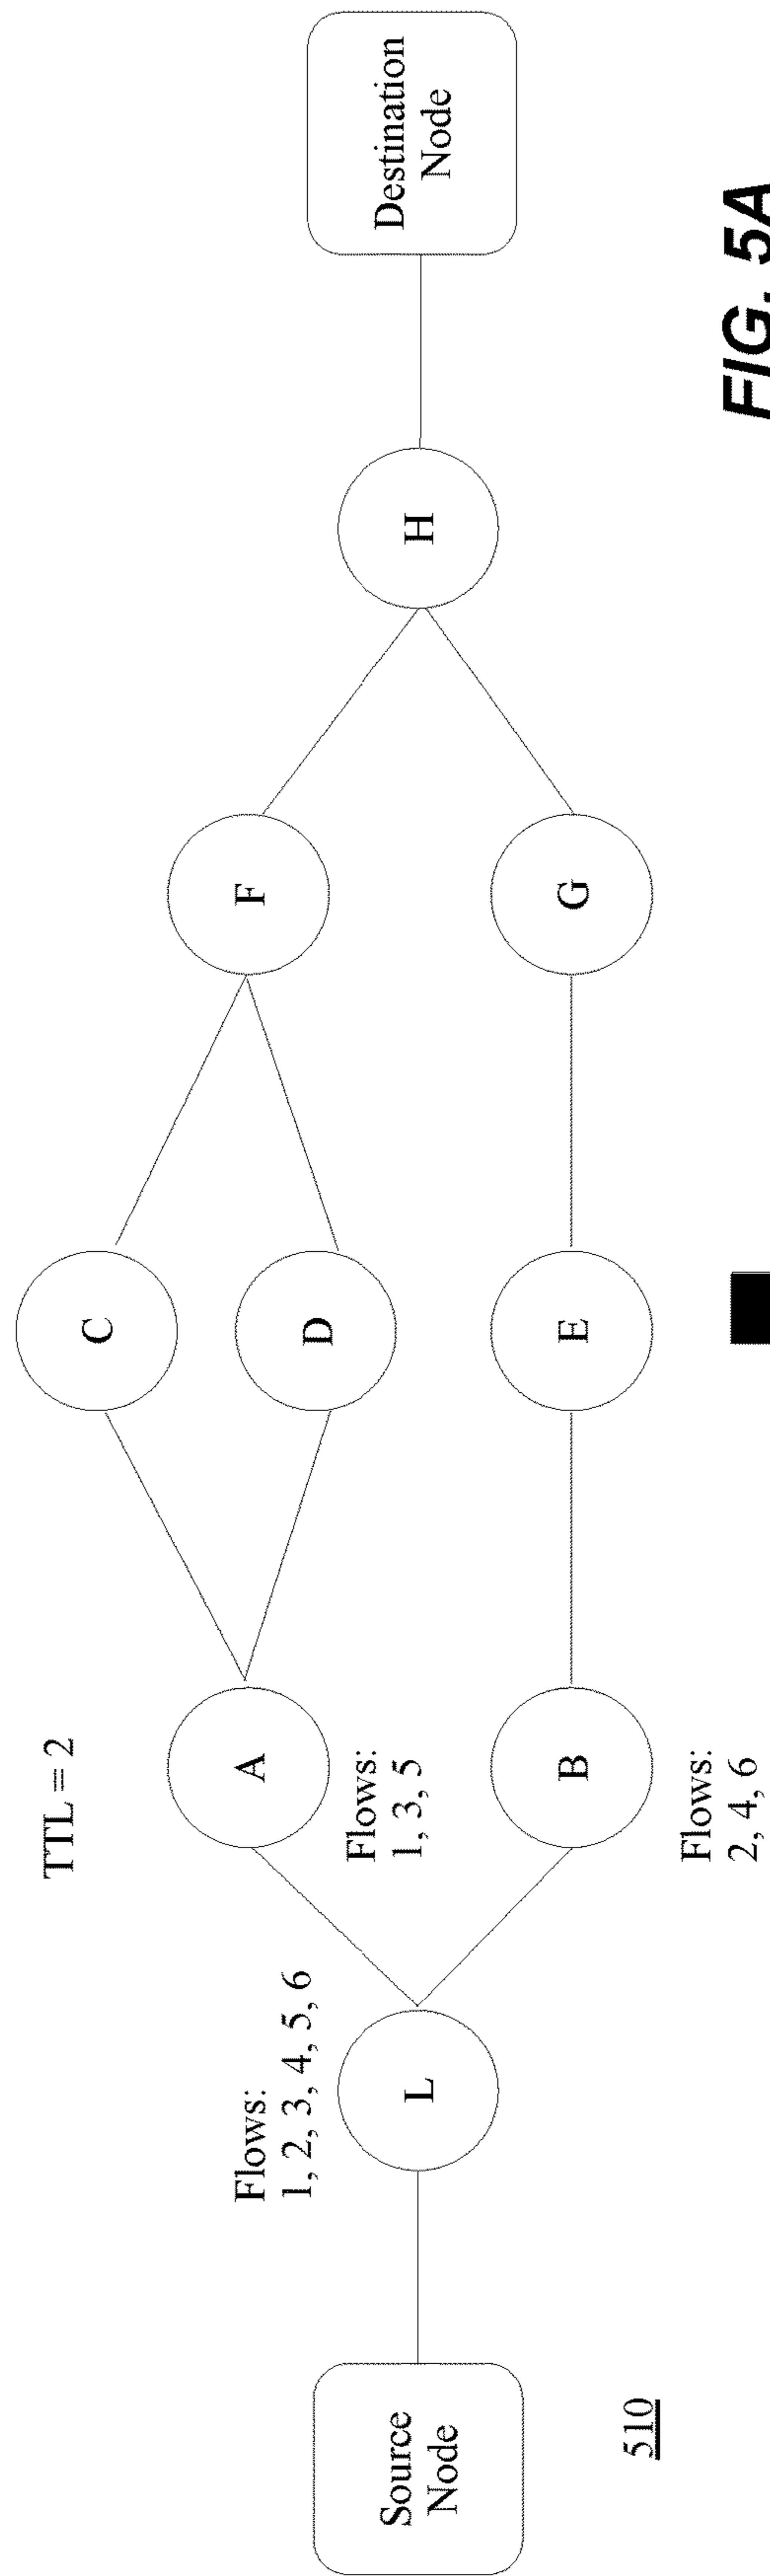 TTL = 2
Flows:
1, 2, 3, 4, 5, 6
Source
Node
L
A
Flows:
1, 3, 5
B
Flows:
2, 4, 6
C
D
E
F
G
H
Destination
Node
510
FIG. 5A